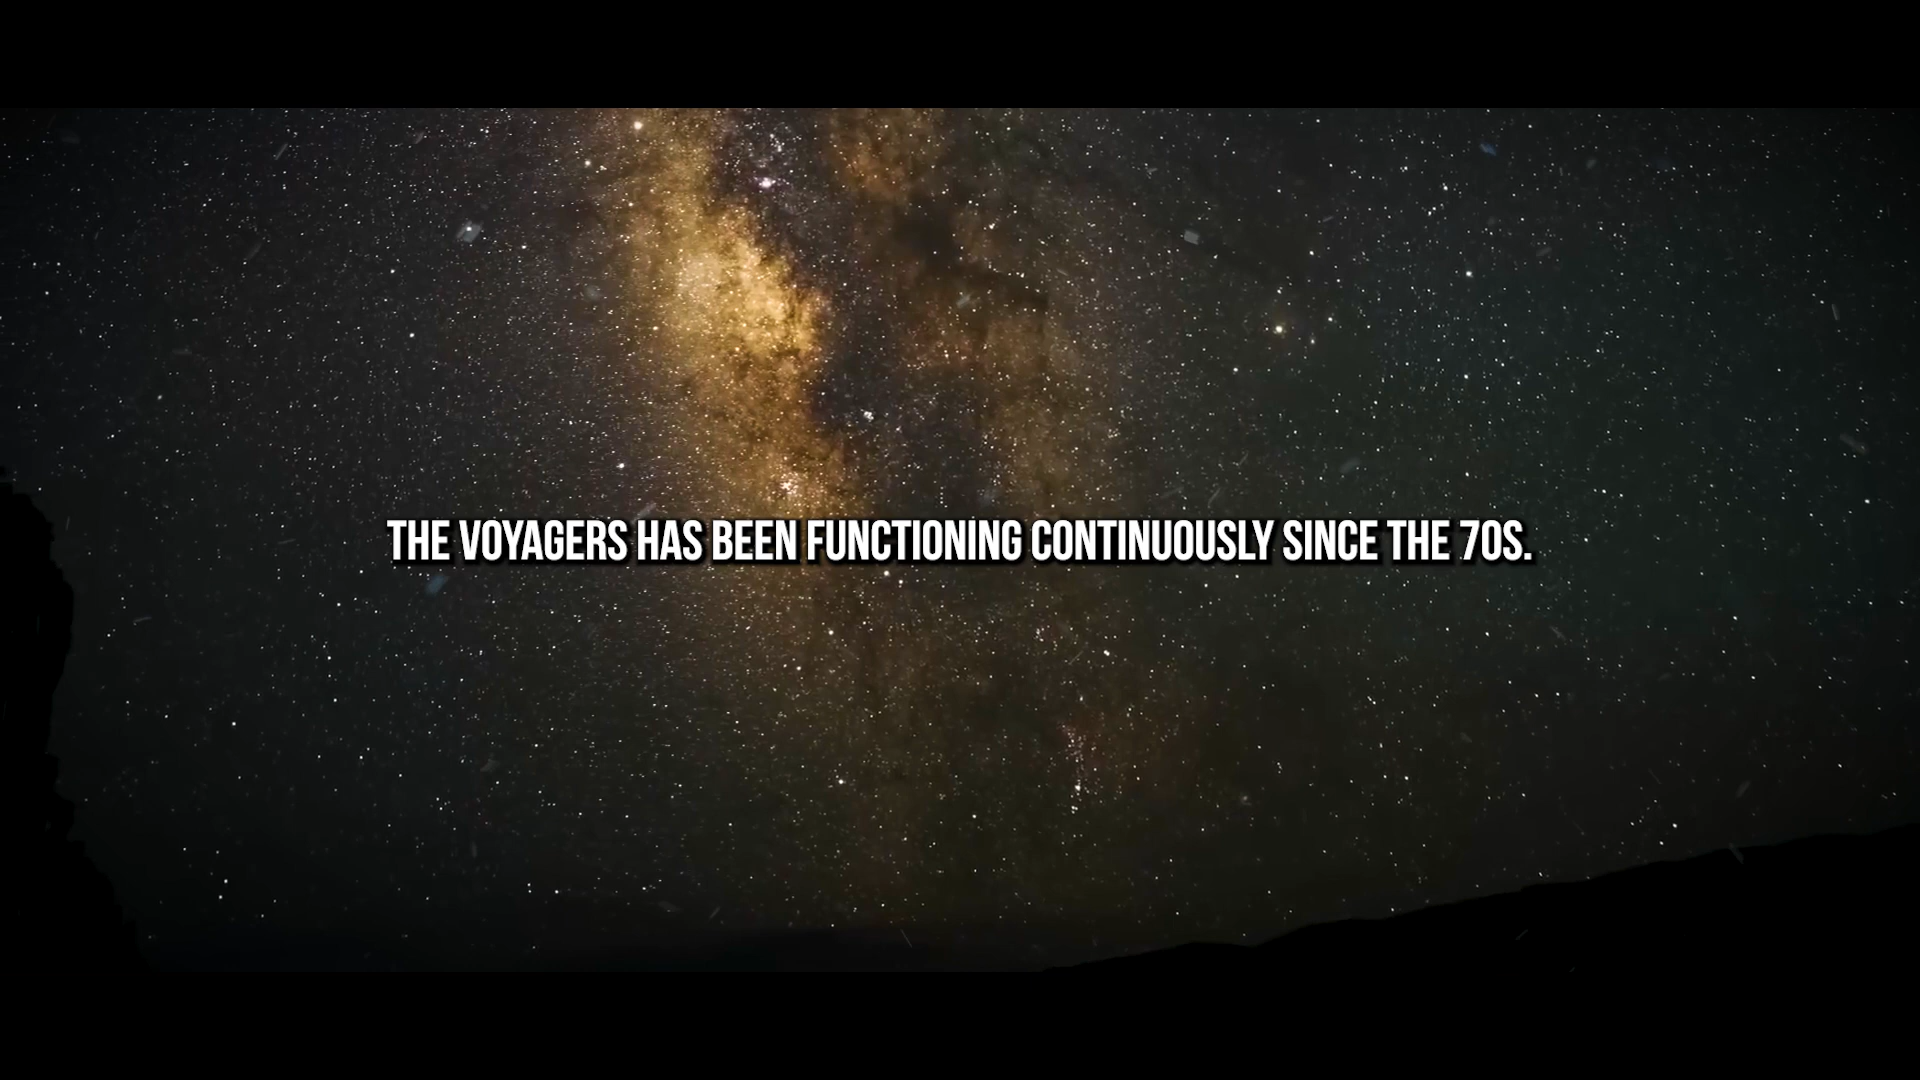 THE VOYAGERS HAS BEEN FUNCTIONING CONTINUOUSLY SINCE THE 70S.